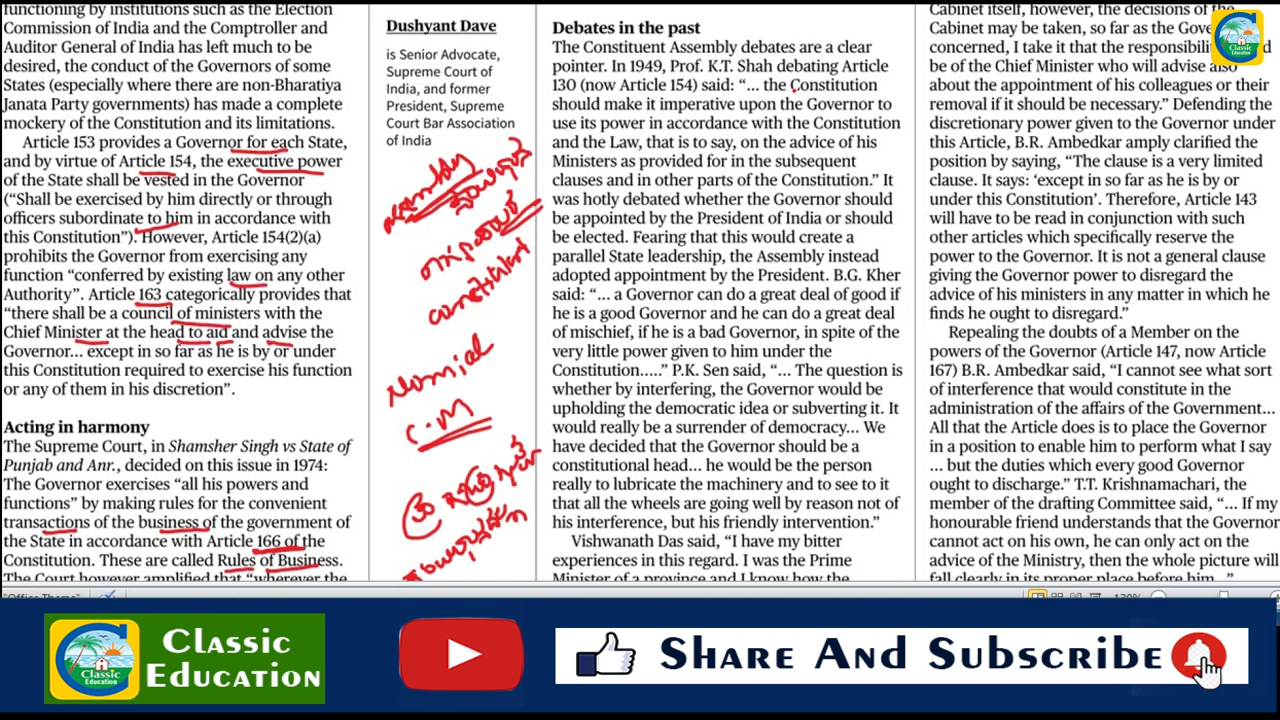 functioning by institutions such as the Election
Commission of India and the Comptroller and
Auditor General of India has left much to be
desired, the conduct of the Governors of some
States (especially where there are non-Bharatiya
Janata Party governments) has made a complete
mockery of the Constitution and its limitations.
Article 153 provides a Governor for each State,
and by virtue of Article 154, the executive power
of the State shall be vested in the Governor
("Shall be exercised by him directly or through
officers subordinate to him in accordance with
this Constitution"). However, Article 154(2)(a)
prohibits the Governor from exercising any
function "conferred by existing law on any other
Authority". Article 163 categorically provides that
"there shall be a council of ministers with the
Chief Minister at the head to aid and advise the
Governor... except in so far as he is by or under
this Constitution required to exercise his function
or any of them in his discretion".
Acting in harmony
The Supreme Court, in Shamsher Singh vs State of
Punjab and Anr., decided on this issue in 1974:
The Governor exercises "all his powers and
functions" by making rules for the convenient
transactions of the business of the government of
the State in accordance with Article 166 of the
Constitution. These are called Rules of Business.
The Court however amplified that "wherever the
Dushyant Dave
is Senior Advocate,
Supreme Court of
India, and former
President, Supreme
Court Bar Association
of India
Assembly
Nominal
C.M
Debates in the past
The Constituent Assembly debates are a clear
pointer. In 1949, Prof. K.T. Shah debating Article
130 (now Article 154) said: "... the Constitution
should make it imperative upon the Governor to
use its power in accordance with the Constitution
and the Law, that is to say, on the advice of his
Ministers as provided for in the subsequent
clauses and in other parts of the Constitution." It
was hotly debated whether the Governor should
be appointed by the President of India or should
be elected. Fearing that this would create a
parallel State leadership, the Assembly instead
adopted appointment by the President. B.G. Kher
said: "... a Governor can do a great deal of good if
he is a good Governor and he can do a great deal
of mischief, if he is a bad Governor, in spite of the
very little power given to him under the
Constitution....." P.K. Sen said, "... The question is
whether by interfering, the Governor would be
upholding the democratic idea or subverting it. It
would really be a surrender of democracy... We
have decided that the Governor should be a
constitutional head... he would be the person
really to lubricate the machinery and to see to it
that all the wheels are going well by reason not of
his interference, but his friendly intervention."
Vishwanath Das said, "I have my bitter
experiences in this regard. I was the Prime
Minister of a province and I know how the
Cabinet itself, however, the decisions of the
Cabinet may be taken, so far as the Gover
concerned, I take it that the responsibili
be of the Chief Minister who will advise also
about the appointment of his colleagues or their
removal if it should be necessary." Defending the
discretionary power given to the Governor under
this Article, B.R. Ambedkar amply clarified the
position by saying, "The clause is a very limited
clause. It says: 'except in so far as he is by or
under this Constitution'. Therefore, Article 143
will have to be read in conjunction with such
other articles which specifically reserve the
power to the Governor. It is not a general clause
giving the Governor power to disregard the
advice of his ministers in any matter in which he
finds he ought to disregard."
Repealing the doubts of a Member on the
powers of the Governor (Article 147, now Article
167) B.R. Ambedkar said, "I cannot see what sort
of interference that would constitute in the
administration of the affairs of the Government...
All that the Article does is to place the Governor
in a position to enable him to perform what I say
... but the duties which every good Governor
ought to discharge." T.T. Krishnamachari, the
member of the drafting Committee said, "... If my
honourable friend understands that the Governor
cannot act on his own, he can only act on the
advice of the Ministry, then the whole picture will
fall clearly in its proper place before him..."
Classic
Education
"Office Theme"
130%
Classic
Education
Classic
Education
Share And Subscribe